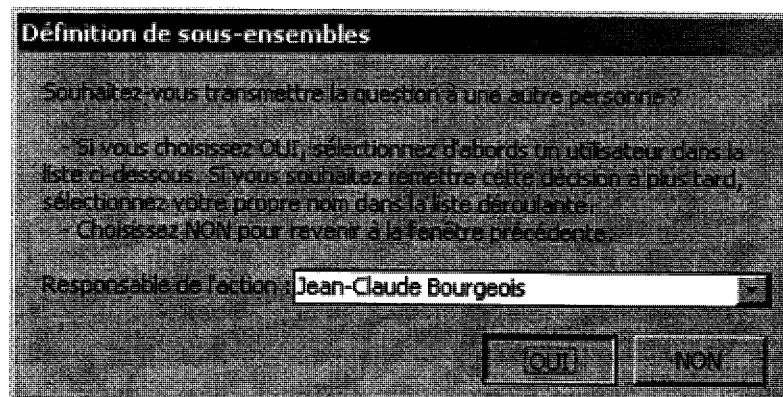 Définition de sous-ensembles
Souhaitez-vous transmettre la question à une autre personne ?
- Si vous choisissez OUI, sélectionnez d'abords un utilisateur dans la
liste ci-dessous. Si vous souhaitez remettre cette décision à plus tard,
sélectionnez votre propre nom dans la liste déroulante.
- Choisissez NON pour revenir à la fenêtre précédente.
Responsable de l'action : Jean-Claude Bourgeois
OUI NON